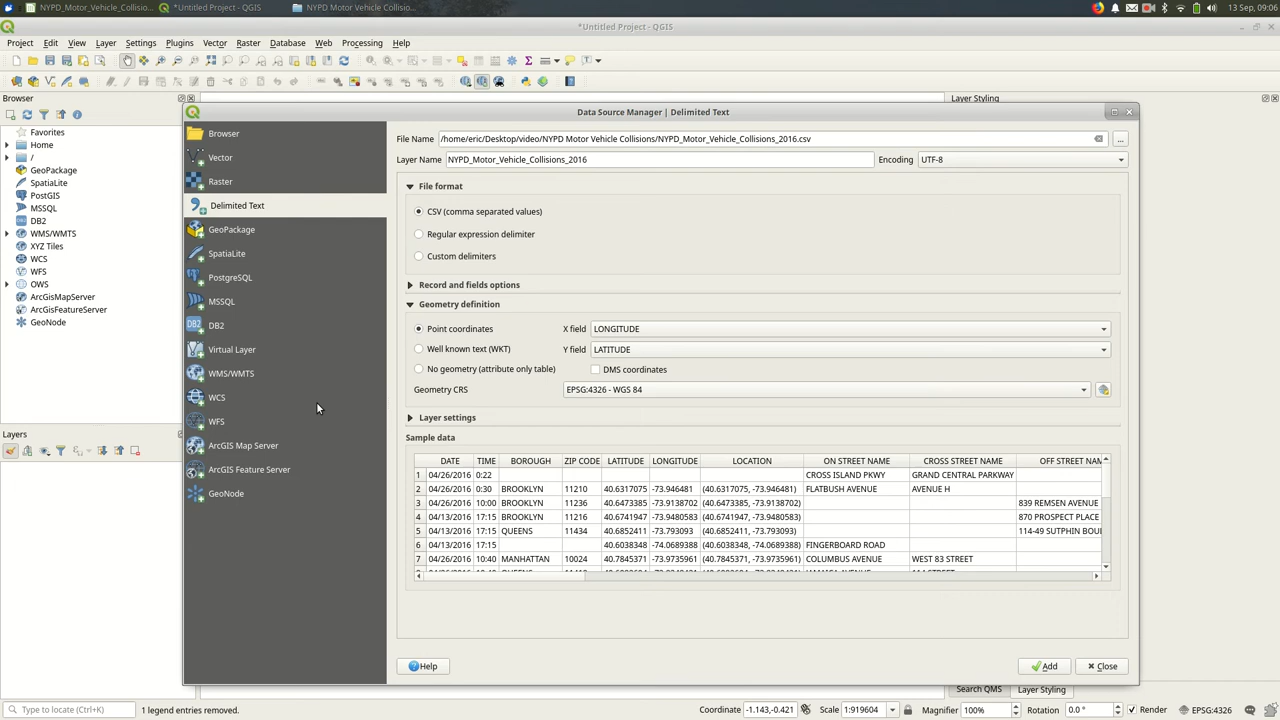 NYPD_Motor_Vehicle_Collisio...
*Untitled Project - QGIS
NYPD Motor Vehicle Collisio...
13 Sep, 09:06
*Untitled Project - QGIS
Project Edit View Layer Settings Plugins Vector Raster Database Web Processing Help
Browser
Favorites
Home
/
GeoPackage
SpatiaLite
PostGIS
MSSQL
DB2
WMS/WMTS
XYZ Tiles
WCS
WFS
OWS
ArcGisMapServer
ArcGisFeatureServer
GeoNode
Layers
Layer Styling
Data Source Manager | Delimited Text
Browser
Vector
Raster
Delimited Text
GeoPackage
SpatiaLite
PostgreSQL
MSSQL
DB2
Virtual Layer
WMS/WMTS
WCS
WFS
ArcGIS Map Server
ArcGIS Feature Server
GeoNode
File Name /home/eric/Desktop/video/NYPD Motor Vehicle Collisions/NYPD_Motor_Vehicle_Collisions_2016.csv ...
Layer Name NYPD_Motor_Vehicle_Collisions_2016 Encoding UTF-8
File format
CSV (comma separated values)
Regular expression delimiter
Custom delimiters
Record and fields options
Geometry definition
Point coordinates X field LONGITUDE
Well known text (WKT) Y field LATITUDE
No geometry (attribute only table) DMS coordinates
Geometry CRS EPSG:4326 - WGS 84
Layer settings
Sample data
DATE TIME BOROUGH ZIP CODE LATITUDE LONGITUDE LOCATION ON STREET NAME CROSS STREET NAME OFF STREET NAM
1 04/26/2016 0:22 CROSS ISLAND PKWY GRAND CENTRAL PARKWAY
2 04/26/2016 0:30 BROOKLYN 11210 40.6317075 -73.946481 (40.6317075, -73.946481) FLATBUSH AVENUE AVENUE H
3 04/26/2016 10:00 BROOKLYN 11236 40.6473385 -73.9138702 (40.6473385, -73.9138702) 839 REMSEN AVENUE
4 04/13/2016 17:15 BROOKLYN 11216 40.6741947 -73.9480583 (40.6741947, -73.9480583) 870 PROSPECT PLACE
5 04/13/2016 17:15 QUEENS 11434 40.6852411 -73.793093 (40.6852411, -73.793093) 114-49 SUTPHIN BOUL
6 04/13/2016 17:15 40.6038348 -74.0689388 (40.6038348, -74.0689388) FINGERBOARD ROAD
7 04/26/2016 10:40 MANHATTAN 10024 40.7845371 -73.9735961 (40.7845371, -73.9735961) COLUMBUS AVENUE WEST 83 STREET
Help Add Close
Search QMS Layer Styling
Type to locate (Ctrl+K) 1 legend entries removed. Coordinate -1.143,-0.421 Scale 1:919604 Magnifier 100% Rotation 0.0 ° Render EPSG:4326